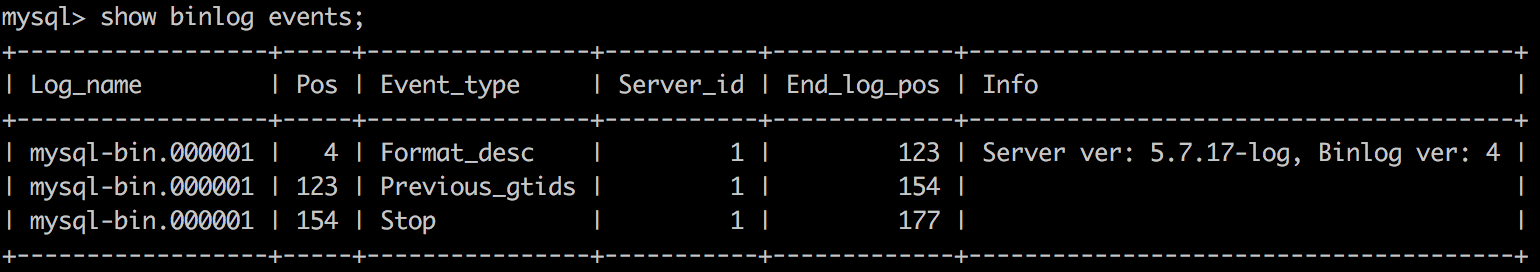 mysql> show binlog events;
+------------------+-----+----------------+-----------+-------------+---------------------------------------+
| Log_name         | Pos | Event_type     | Server_id | End_log_pos | Info                                  |
+------------------+-----+----------------+-----------+-------------+---------------------------------------+
| mysql-bin.000001 |   4 | Format_desc    |         1 |         123 | Server ver: 5.7.17-log, Binlog ver: 4 |
| mysql-bin.000001 | 123 | Previous_gtids |         1 |         154 |                                       |
| mysql-bin.000001 | 154 | Stop           |         1 |         177 |                                       |
+------------------+-----+----------------+-----------+-------------+---------------------------------------+